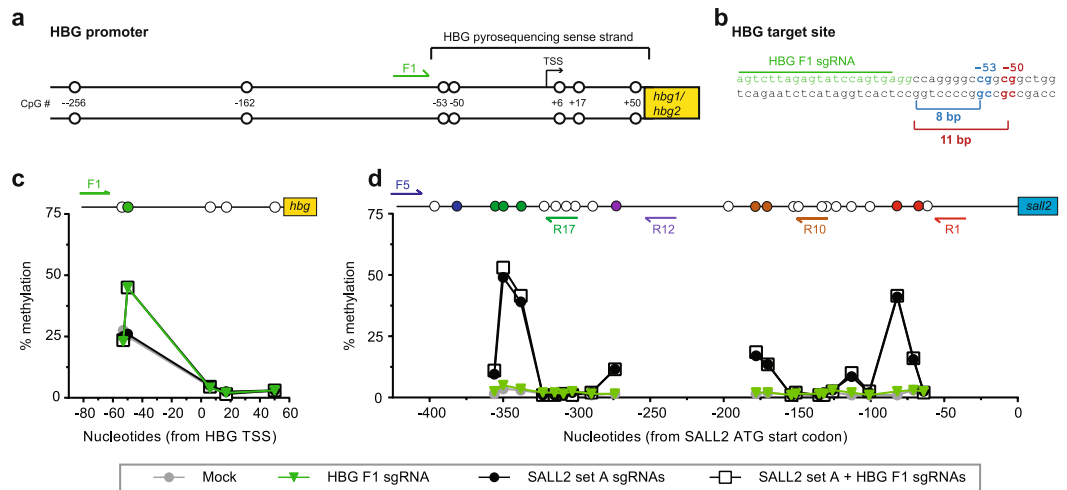 a
HBG promoter
HBG pyrosequencing sense strand
F1
TSS
CpG # --256 -162 -53 -50 +6 +17 +50
hbg1/
hbg2
b
HBG target site
HBG F1 sgRNA
−53 −50
agtcttagagtatccagtgaggccaggggccggcggctgg
tcagaatctcataggtcactccggtccccggccgccgacc
8 bp
11 bp
c
F1
hbg
% methylation
75
50
25
0
-80 -60 -40 -20 0 20 40 60
Nucleotides (from HBG TSS)
d
F5
sall2
R17 R12 R10 R1
% methylation
75
50
25
0
-400 -350 -300 -250 -200 -150 -100 -50 0
Nucleotides (from SALL2 ATG start codon)
Mock HBG F1 sgRNA SALL2 set A sgRNAs SALL2 set A + HBG F1 sgRNAs